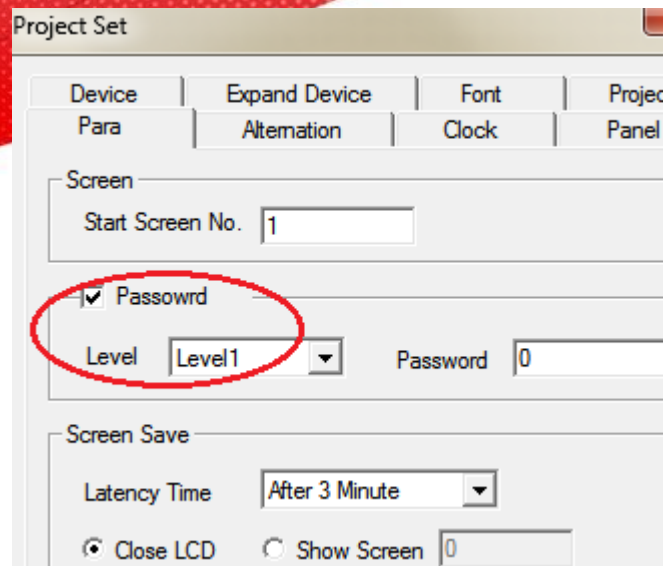 Project Set
Device Expand Device Font Projec
Para Alternation Clock Panel
Screen
Start Screen No. 1
Passowrd
Level Level1 Password 0
Screen Save
Latency Time After 3 Minute
Close LCD Show Screen 0